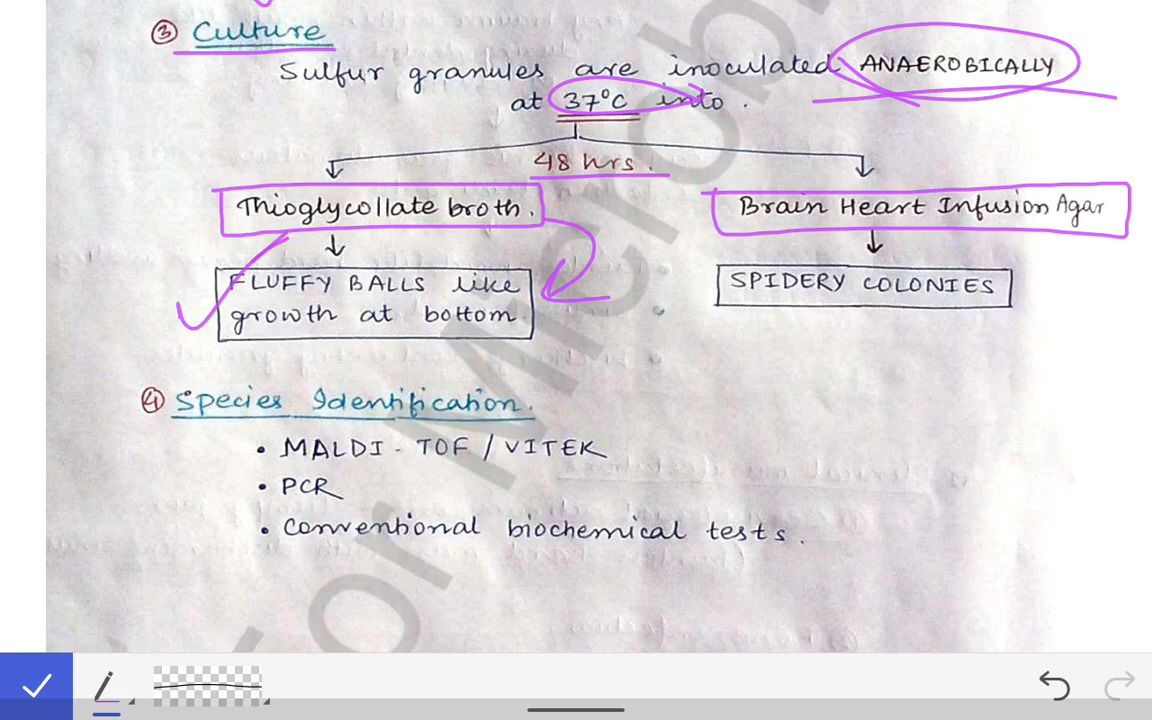 ③ Culture
Sulfur granules are inoculated ANAEROBICALLY
at 37°C into.
48 hrs.
Thioglycollate broth.
Brain Heart Infusion Agar
FLUFFY BALLS like
growth at bottom.
SPIDERY COLONIES
④ Species Identification.
• MALDI-TOF / VITEK
• PCR
• Conventional biochemical tests.